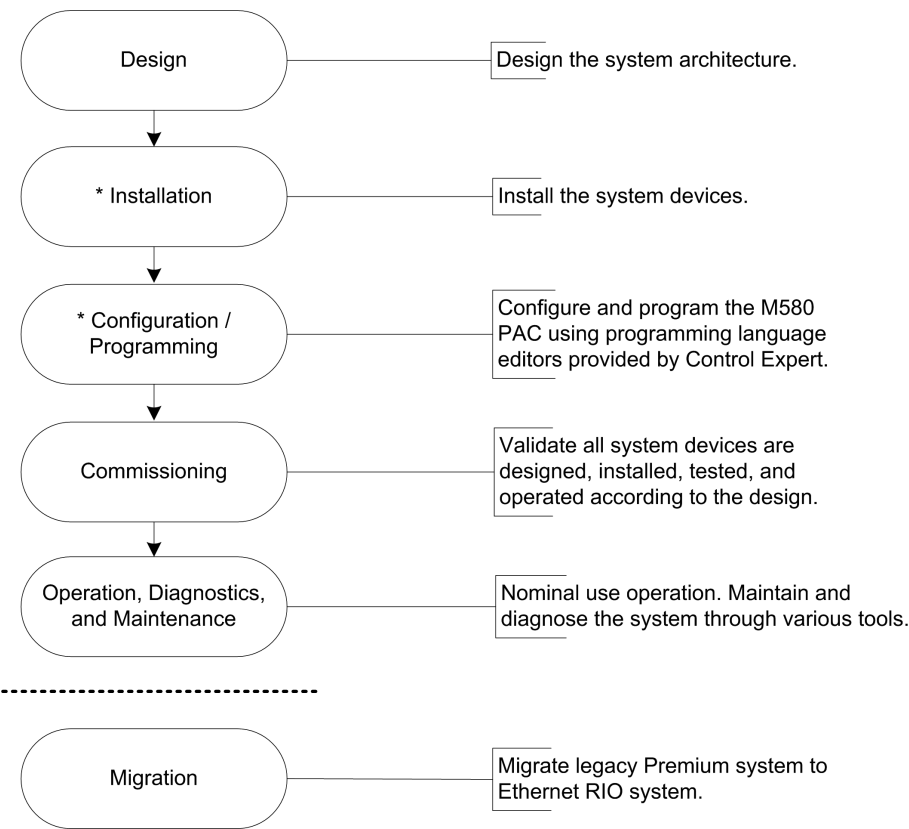 Design
Design the system architecture.
* Installation
Install the system devices.
* Configuration /
Programming
Configure and program the M580
PAC using programming language
editors provided by Control Expert.
Commissioning
Validate all system devices are
designed, installed, tested, and
operated according to the design.
Operation, Diagnostics,
and Maintenance
Nominal use operation. Maintain and
diagnose the system through various tools.
Migration
Migrate legacy Premium system to
Ethernet RIO system.